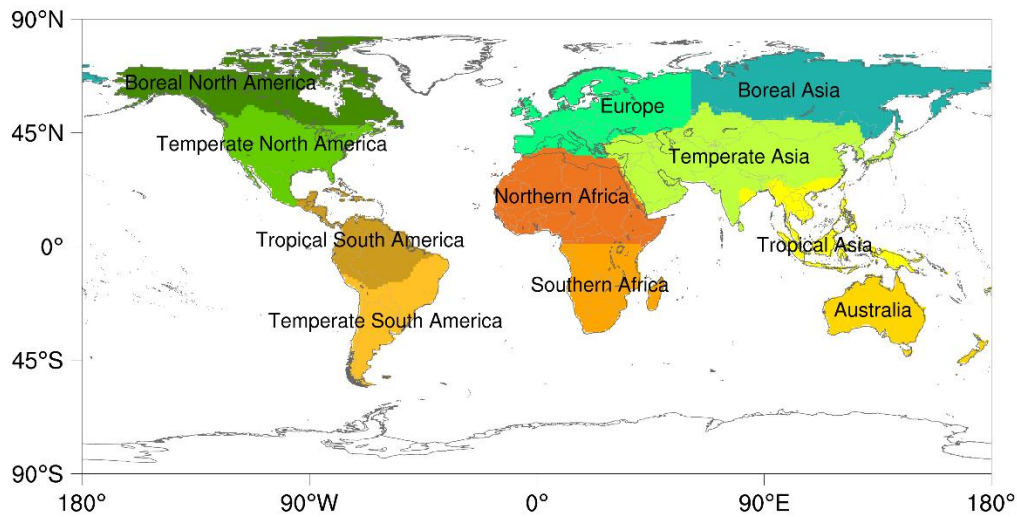 90°N
Boreal North America
Boreal Asia
Europe
45°N
Temperate North America
Temperate Asia
Northern Africa
0°
Tropical South America
Tropical Asia
Southern Africa
Australia
Temperate South America
45°S
90°S
180°
90°W
0°
90°E
180°